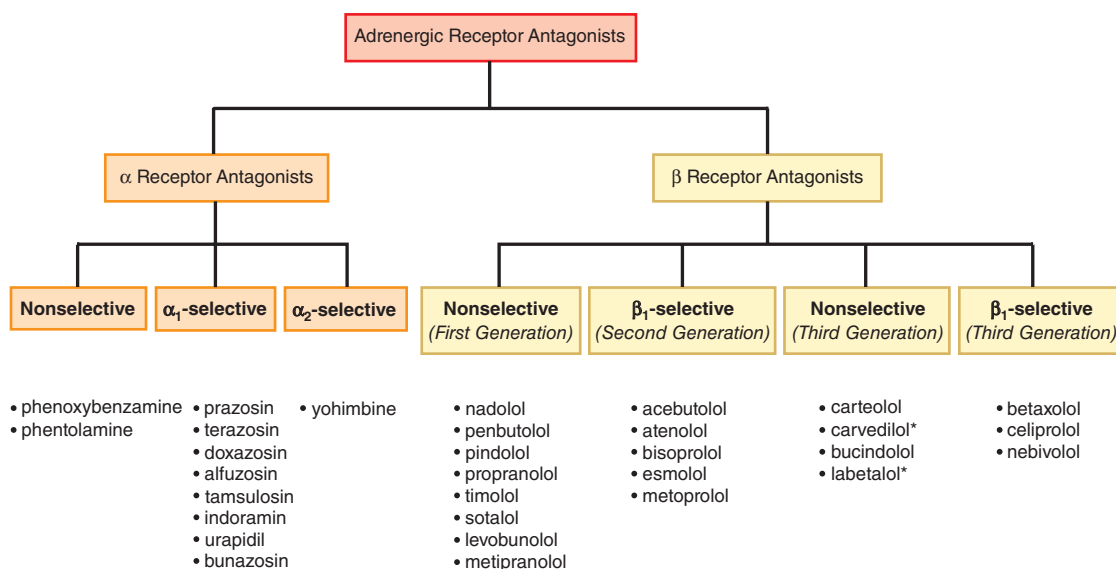 Adrenergic Receptor Antagonists
α Receptor Antagonists
β Receptor Antagonists
Nonselective
α₁-selective
α₂-selective
Nonselective
(First Generation)
β₁-selective
(Second Generation)
Nonselective
(Third Generation)
β₁-selective
(Third Generation)
• phenoxybenzamine
• phentolamine
• prazosin
• terazosin
• doxazosin
• alfuzosin
• tamsulosin
• indoramin
• urapidil
• bunazosin
• yohimbine
• nadolol
• penbutolol
• pindolol
• propranolol
• timolol
• sotalol
• levobunolol
• metipranolol
• acebutolol
• atenolol
• bisoprolol
• esmolol
• metoprolol
• carteolol
• carvedilol*
• bucindolol
• labetalol*
• betaxolol
• celiprolol
• nebivolol